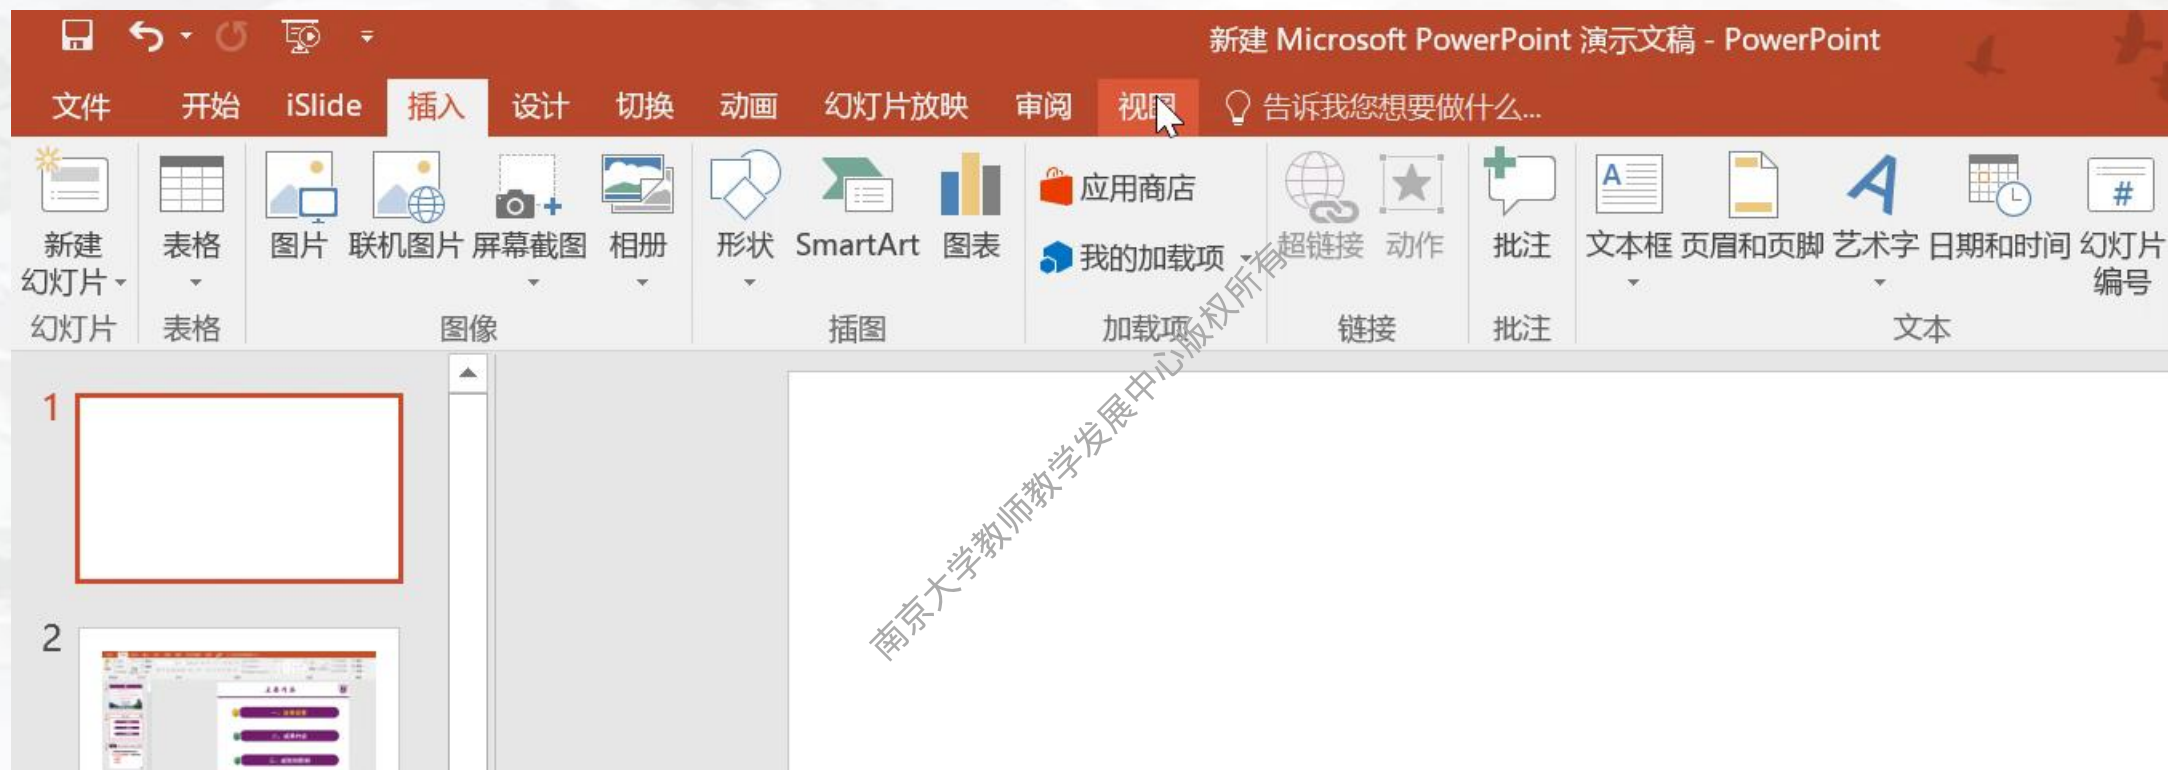 新建 Microsoft PowerPoint 演示文稿 - PowerPoint
文件 开始 iSlide 插入 设计 切换 动画 幻灯片放映 审阅 视图 告诉我您想要做什么...
新建 表格 图片 联机图片 屏幕截图 相册 形状 SmartArt 图表 应用商店 超链接 动作 批注 文本框 页眉和页脚 艺术字 日期和时间 幻灯片
幻灯片 我的加载项 编号
幻灯片 表格 图像 插图 加载项 链接 批注 文本
1
2
南京大学教师教学发展中心版权所有